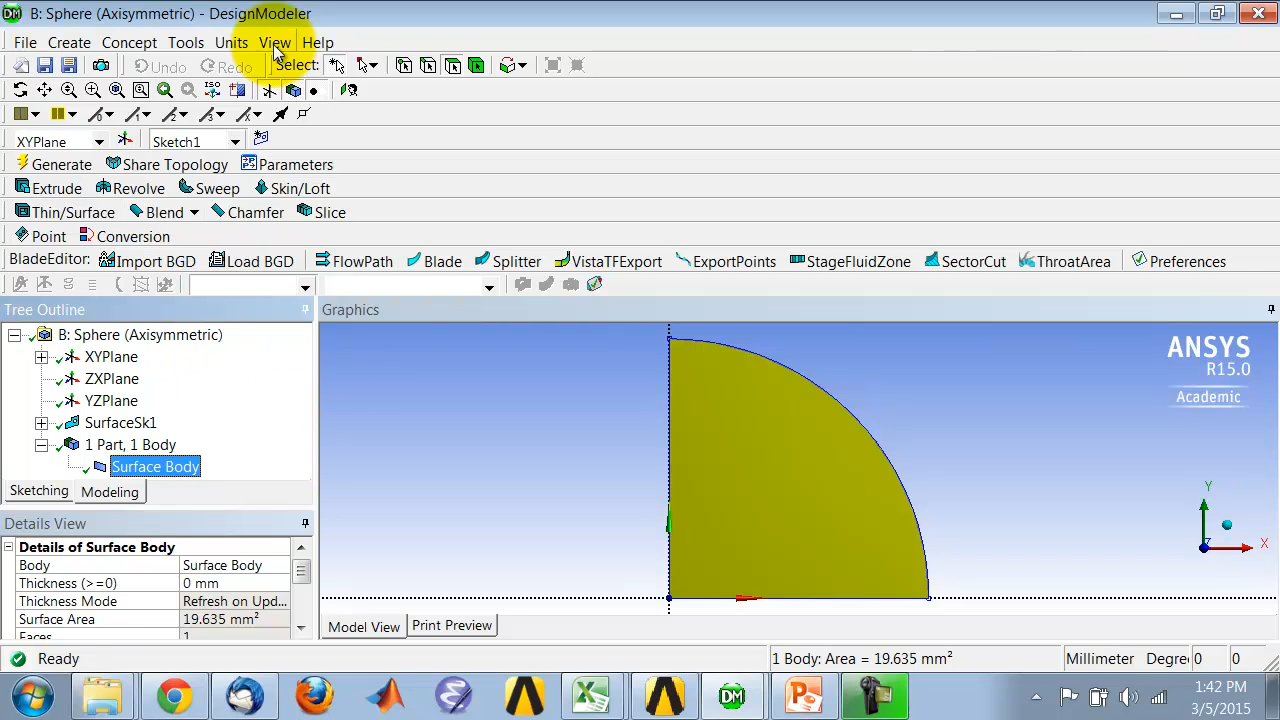 B: Sphere (Axisymmetric) - DesignModeler
File Create Concept Tools Units View Help
Undo Redo Select:
XYPlane Sketch1
Generate Share Topology Parameters
Extrude Revolve Sweep Skin/Loft
Thin/Surface Blend Chamfer Slice
Point Conversion
BladeEditor: Import BGD Load BGD FlowPath Blade Splitter VistaTFExport ExportPoints StageFluidZone SectorCut ThroatArea Preferences
Tree Outline
B: Sphere (Axisymmetric)
XYPlane
ZXPlane
YZPlane
SurfaceSk1
1 Part, 1 Body
Surface Body
Sketching Modeling
Details View
Details of Surface Body
Body Surface Body
Thickness (>=0) 0 mm
Thickness Mode Refresh on Upd...
Surface Area 19.635 mm²
Faces 1
Graphics
ANSYS
R15.0
Academic
Y
Z X
Model View Print Preview
Ready 1 Body: Area = 19.635 mm² Millimeter Degre 0 0
1:42 PM
3/5/2015